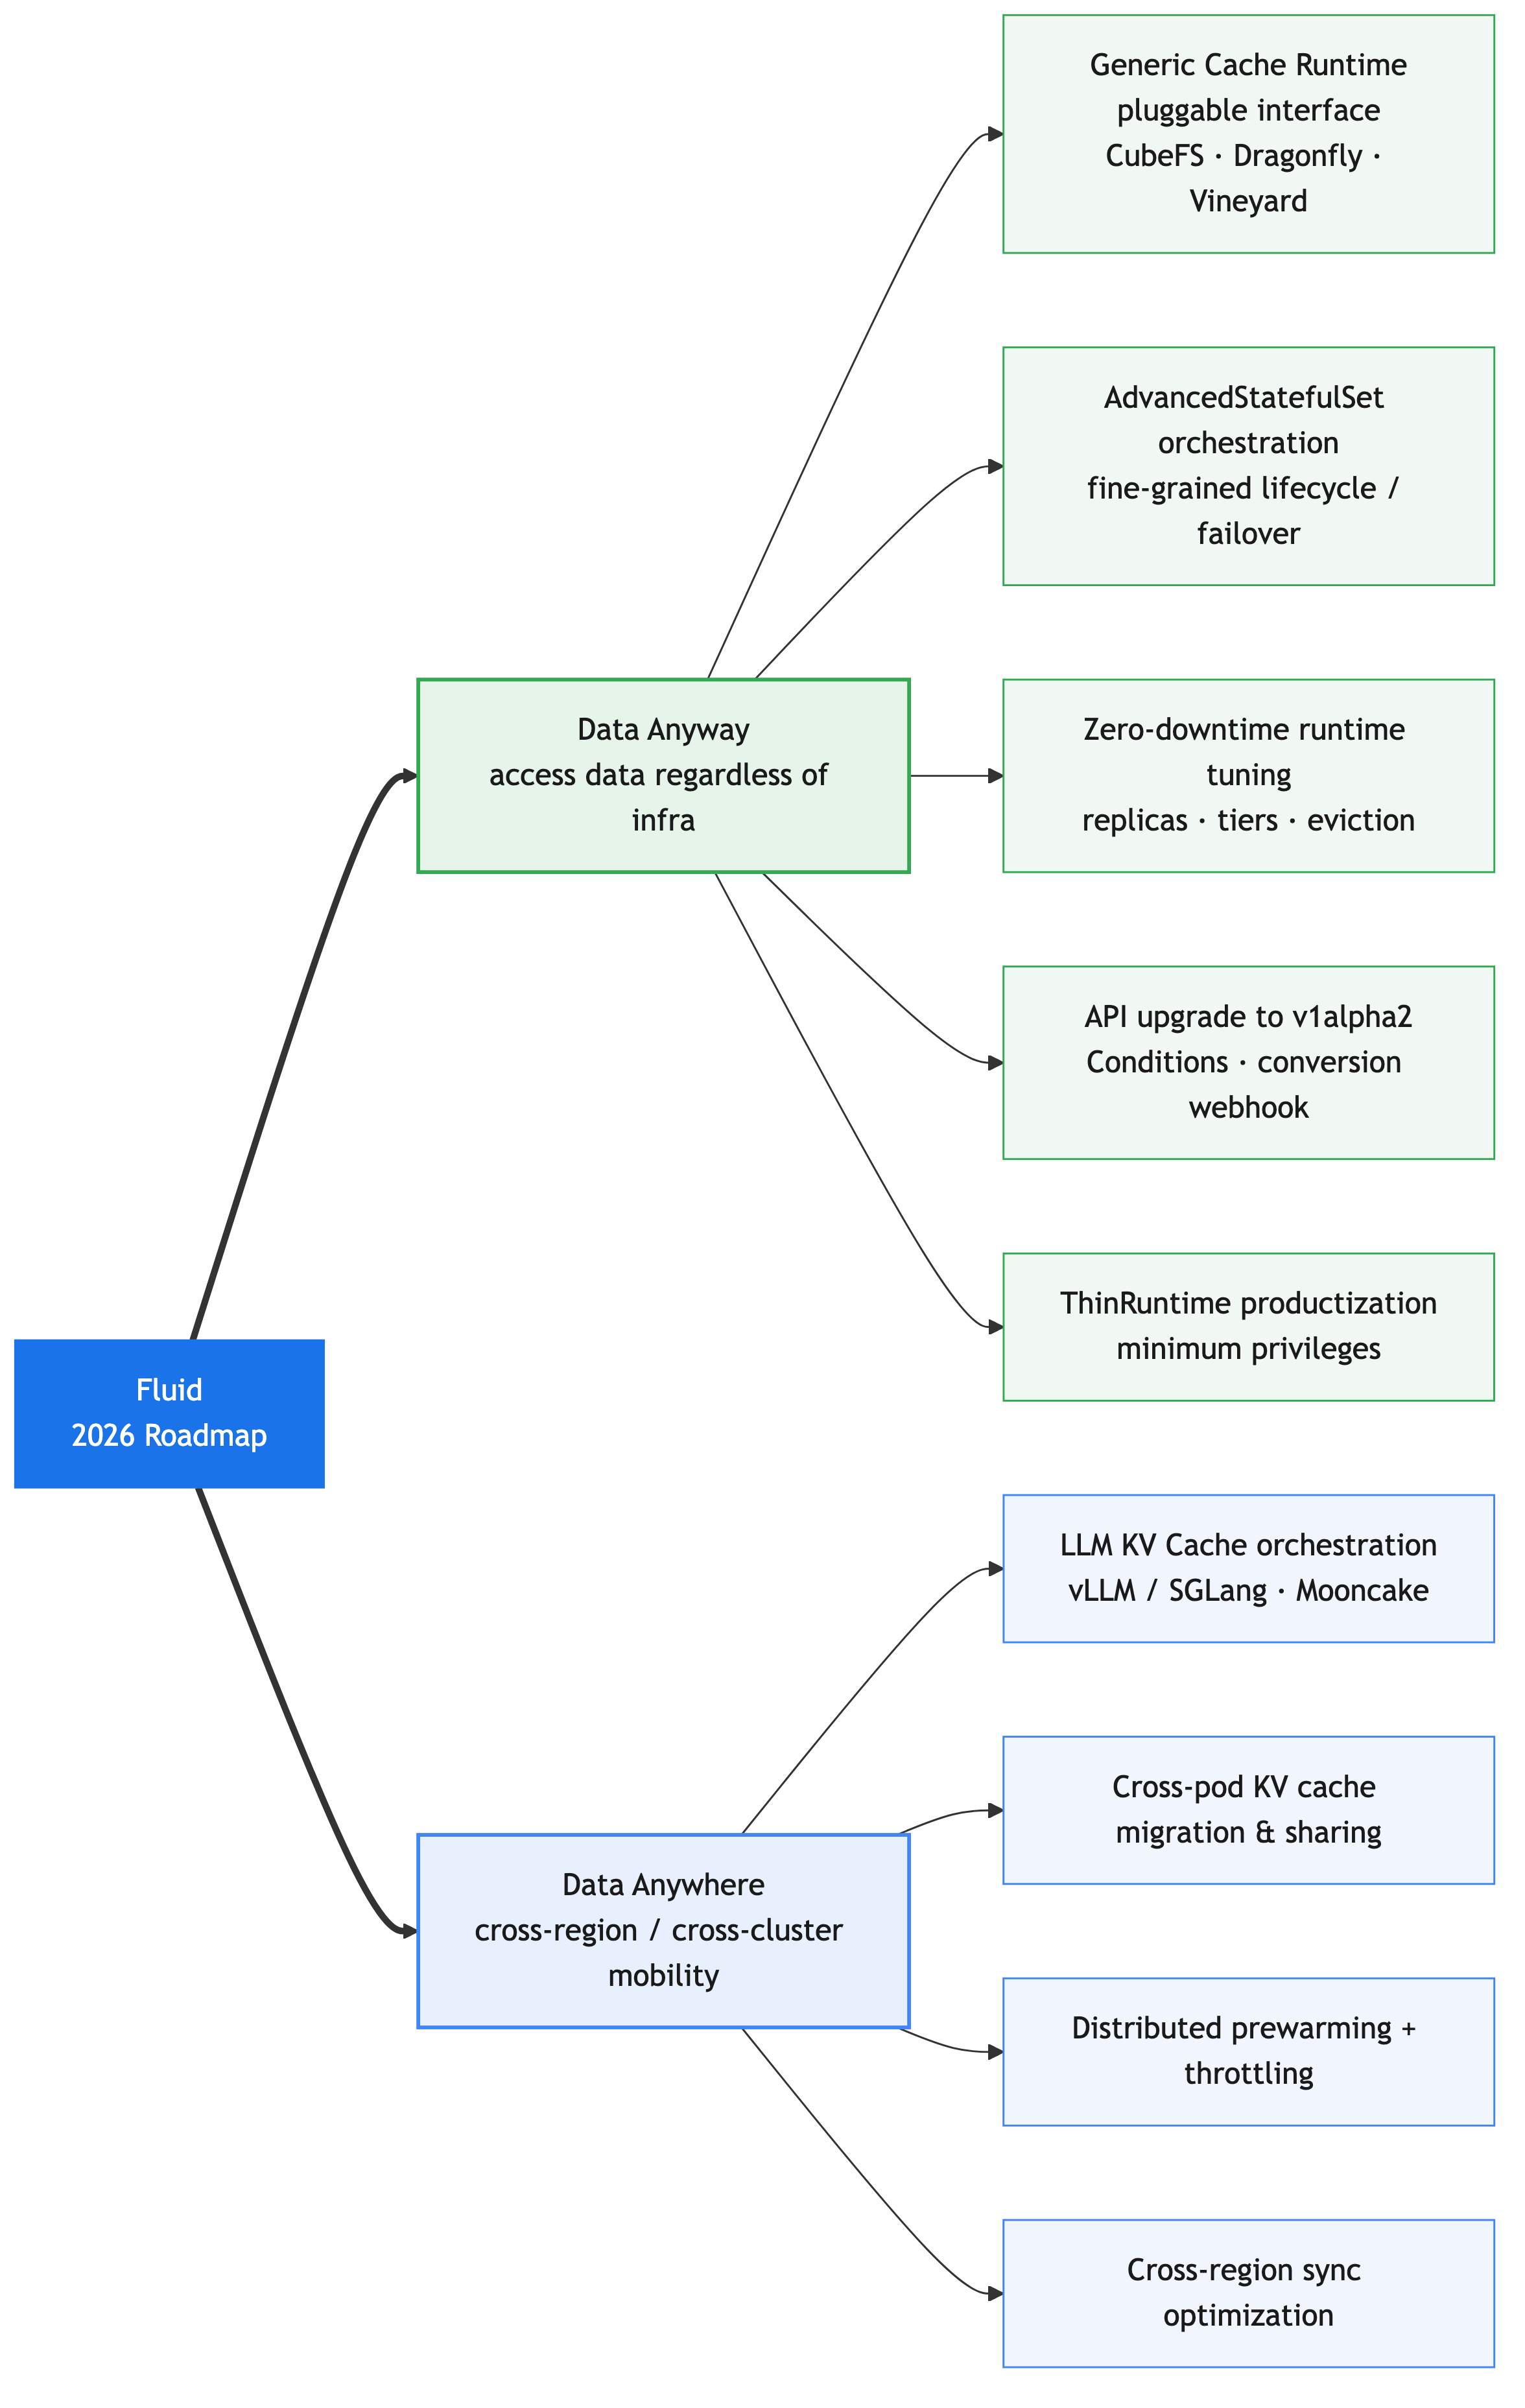 Generic Cache Runtime
pluggable interface
CubeFS · Dragonfly ·
Vineyard
AdvancedStatefulSet
orchestration
fine-grained lifecycle /
failover
Data Anyway
access data regardless of
infra
Zero-downtime runtime
tuning
replicas · tiers · eviction
API upgrade to v1alpha2
Conditions · conversion
webhook
ThinRuntime productization
minimum privileges
Fluid
2026 Roadmap
LLM KV Cache orchestration
vLLM / SGLang · Mooncake
Cross-pod KV cache
migration & sharing
Data Anywhere
cross-region / cross-cluster
mobility
Distributed prewarming +
throttling
Cross-region sync
optimization